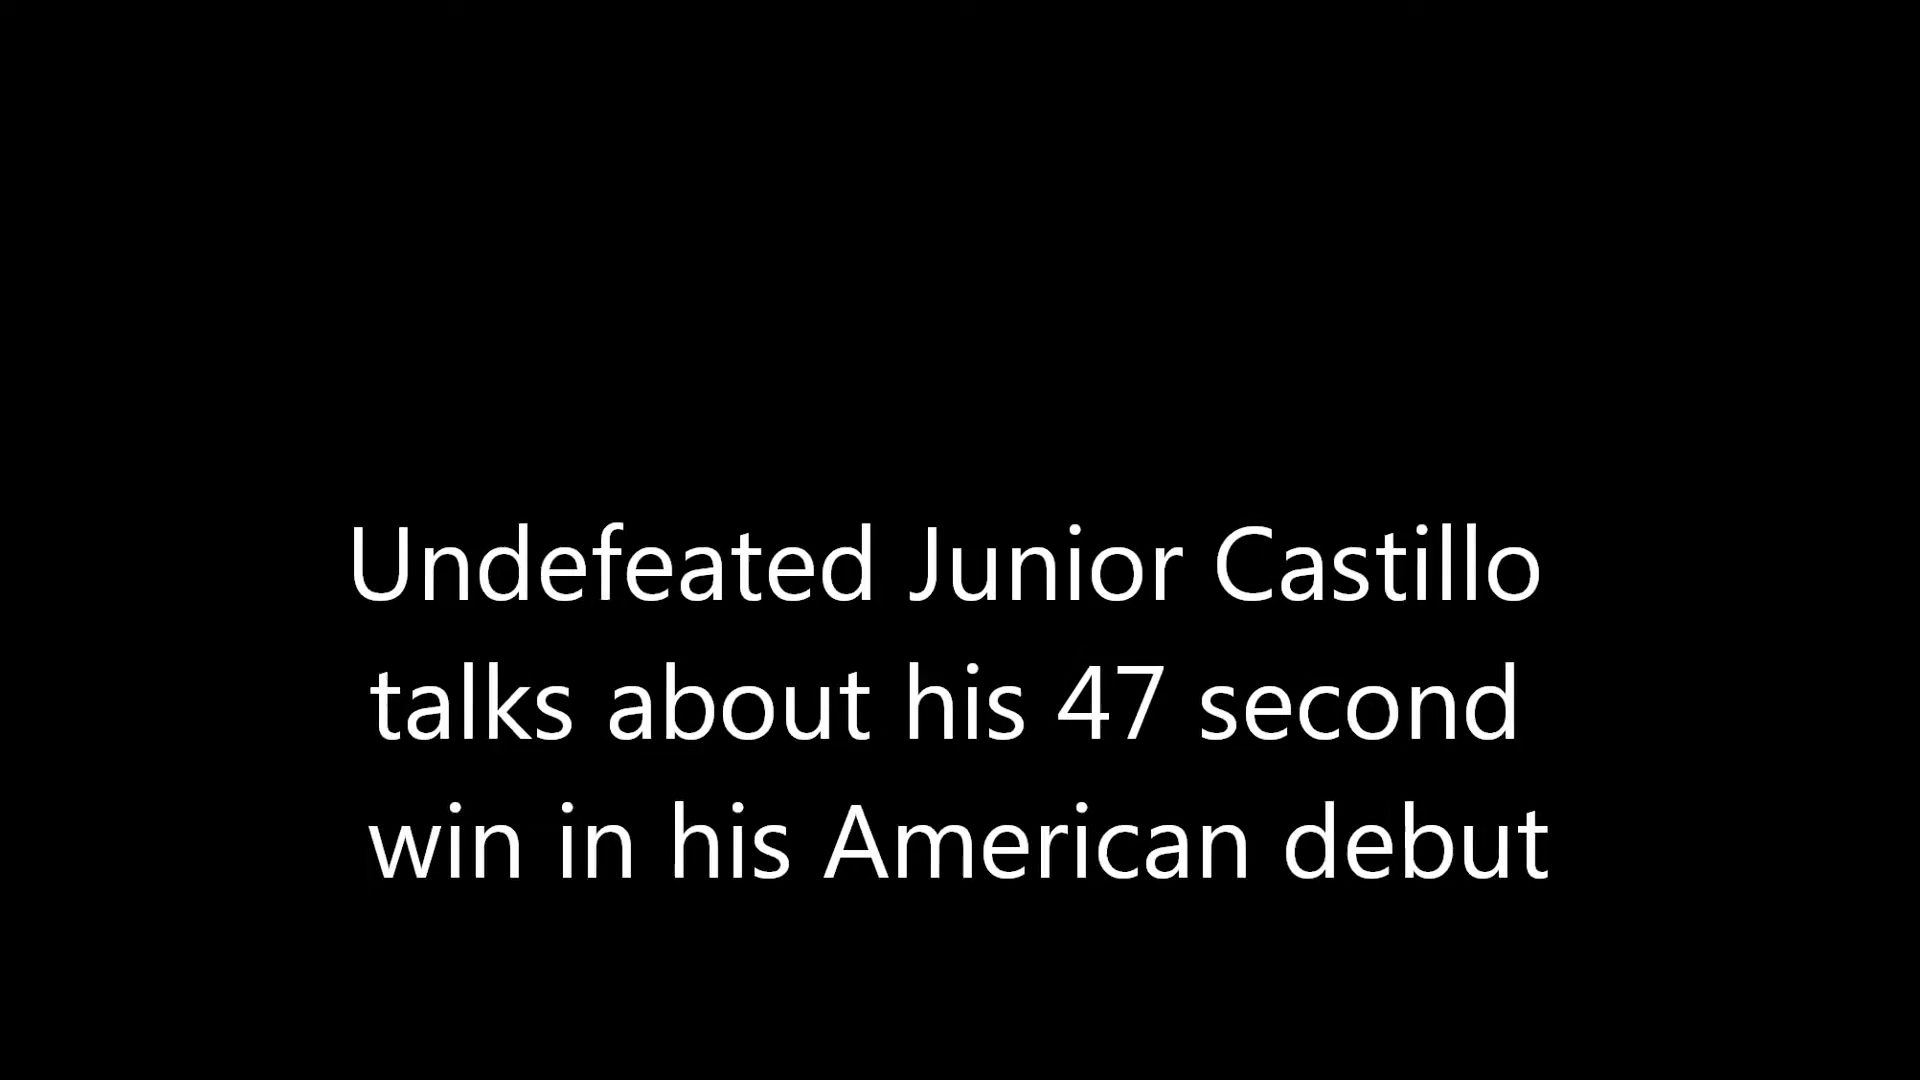 Undefeated Junior Castillo
talks about his 47 second
win in his American debut